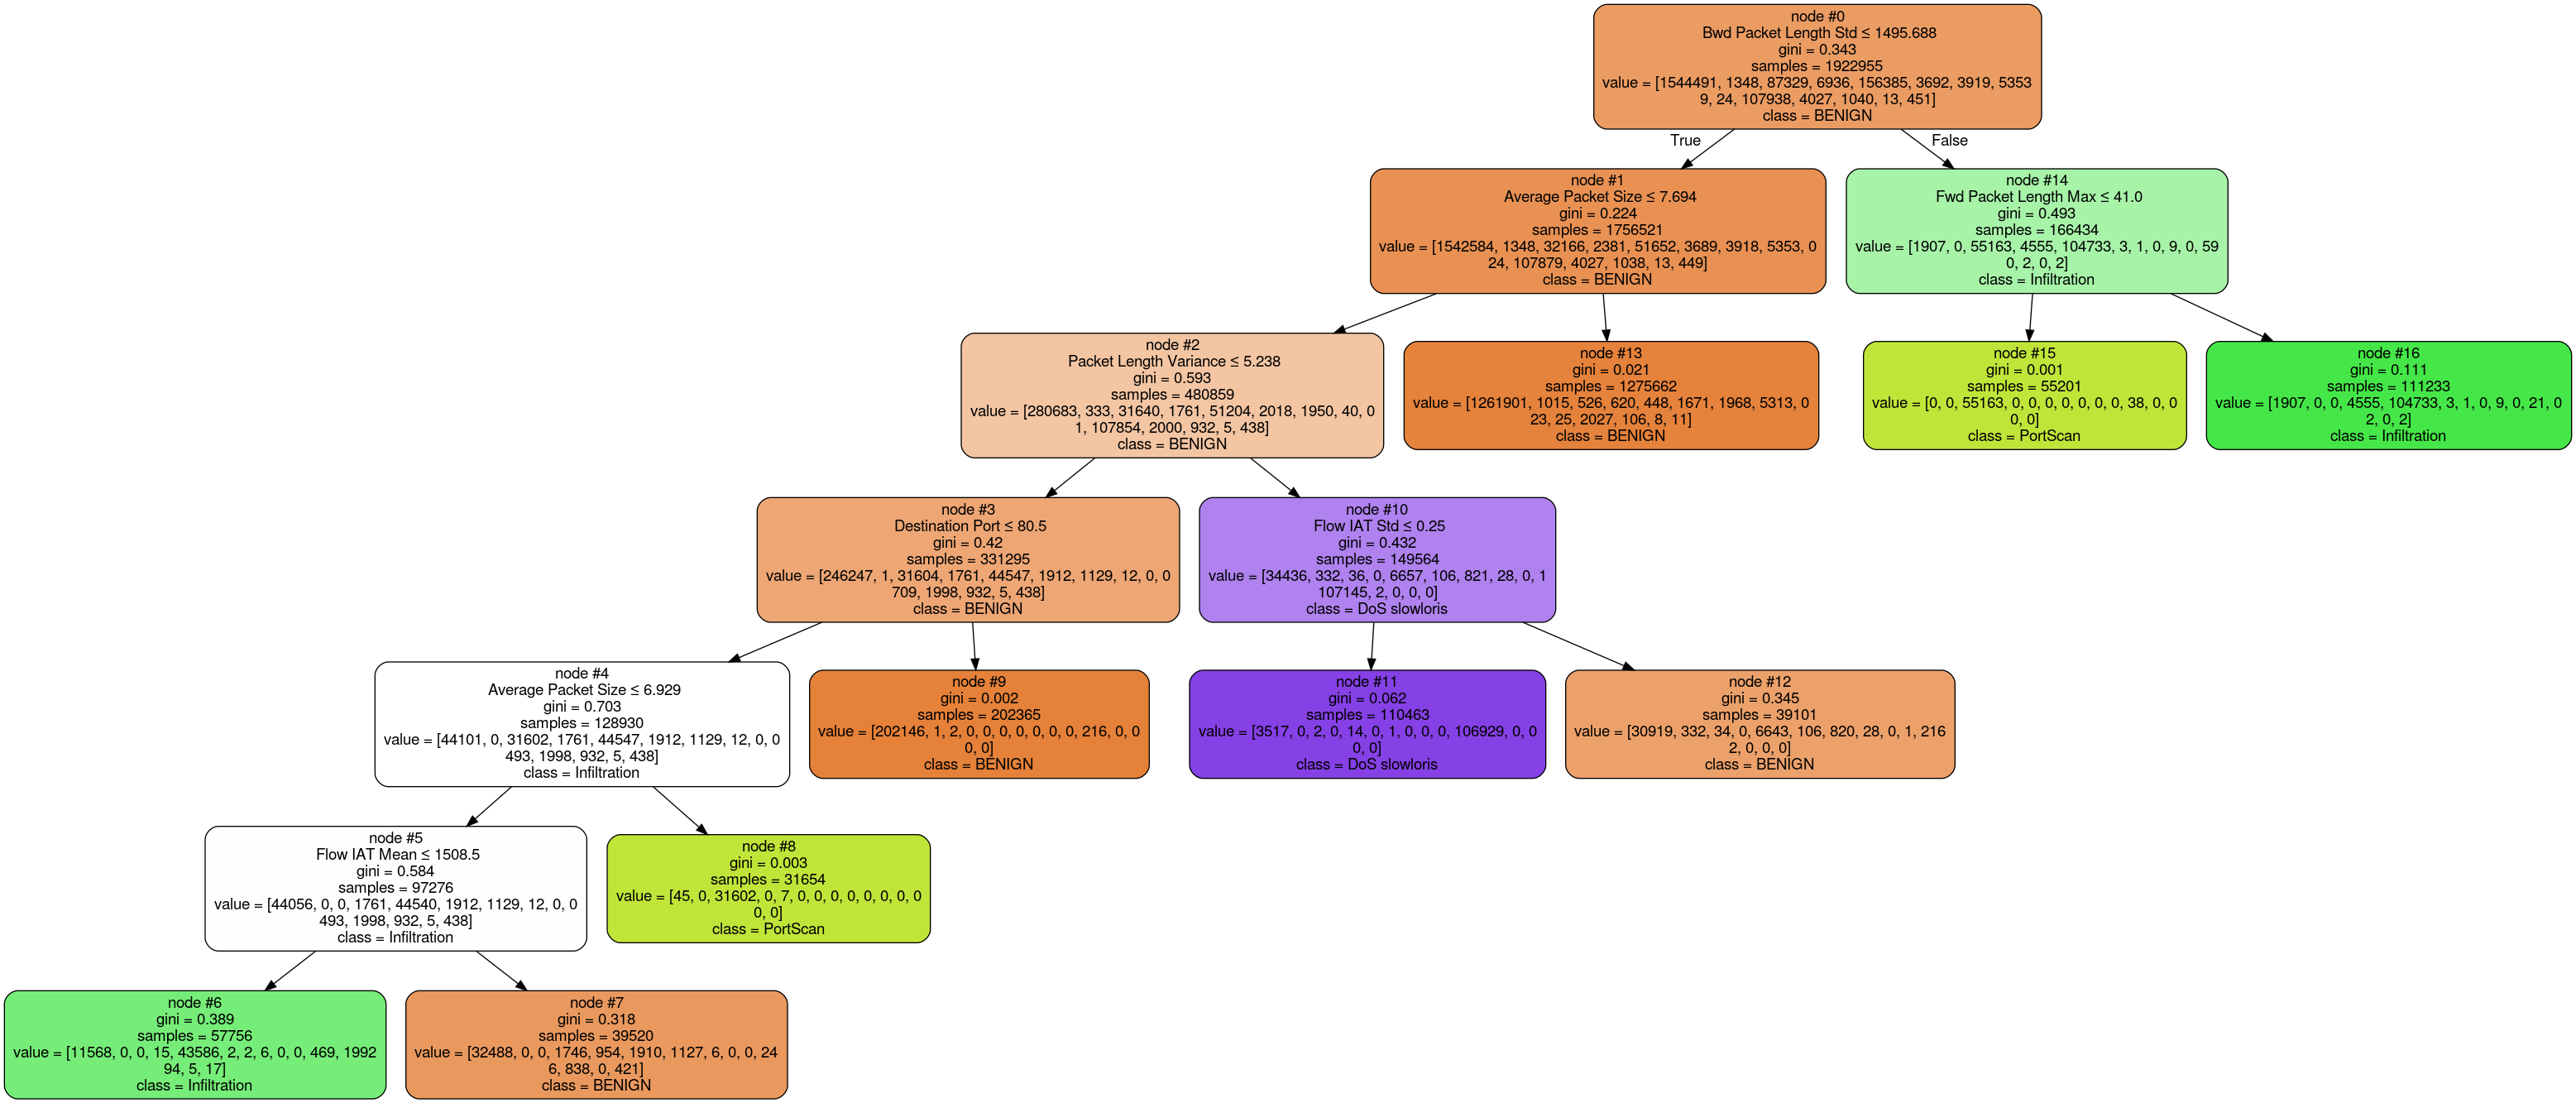 node #0
Bwd Packet Length Std ≤ 1495.688
gini = 0.343
samples = 1922955
value = [1544491, 1348, 87329, 6936, 156385, 3692, 3919, 5353
9, 24, 107938, 4027, 1040, 13, 451]
class = BENIGN
True
False
node #1
Average Packet Size ≤ 7.694
gini = 0.224
samples = 1756521
value = [1542584, 1348, 32166, 2381, 51652, 3689, 3918, 5353, 0
24, 107879, 4027, 1038, 13, 449]
class = BENIGN
node #14
Fwd Packet Length Max ≤ 41.0
gini = 0.493
samples = 166434
value = [1907, 0, 55163, 4555, 104733, 3, 1, 0, 9, 0, 59
0, 2, 0, 2]
class = Infiltration
node #2
Packet Length Variance ≤ 5.238
gini = 0.593
samples = 480859
value = [280683, 333, 31640, 1761, 51204, 2018, 1950, 40, 0
1, 107854, 2000, 932, 5, 438]
class = BENIGN
node #13
gini = 0.021
samples = 1275662
value = [1261901, 1015, 526, 620, 448, 1671, 1968, 5313, 0
23, 25, 2027, 106, 8, 11]
class = BENIGN
node #15
gini = 0.001
samples = 55201
value = [0, 0, 55163, 0, 0, 0, 0, 0, 0, 0, 38, 0, 0
0, 0]
class = PortScan
node #16
gini = 0.111
samples = 111233
value = [1907, 0, 0, 4555, 104733, 3, 1, 0, 9, 0, 21, 0
2, 0, 2]
class = Infiltration
node #3
Destination Port ≤ 80.5
gini = 0.42
samples = 331295
value = [246247, 1, 31604, 1761, 44547, 1912, 1129, 12, 0, 0
709, 1998, 932, 5, 438]
class = BENIGN
node #10
Flow IAT Std ≤ 0.25
gini = 0.432
samples = 149564
value = [34436, 332, 36, 0, 6657, 106, 821, 28, 0, 1
107145, 2, 0, 0, 0]
class = DoS slowloris
node #4
Average Packet Size ≤ 6.929
gini = 0.703
samples = 128930
value = [44101, 0, 31602, 1761, 44547, 1912, 1129, 12, 0, 0
493, 1998, 932, 5, 438]
class = Infiltration
node #9
gini = 0.002
samples = 202365
value = [202146, 1, 2, 0, 0, 0, 0, 0, 0, 0, 216, 0, 0
0, 0]
class = BENIGN
node #11
gini = 0.062
samples = 110463
value = [3517, 0, 2, 0, 14, 0, 1, 0, 0, 0, 106929, 0, 0
0, 0]
class = DoS slowloris
node #12
gini = 0.345
samples = 39101
value = [30919, 332, 34, 0, 6643, 106, 820, 28, 0, 1, 216
2, 0, 0, 0]
class = BENIGN
node #5
Flow IAT Mean ≤ 1508.5
gini = 0.584
samples = 97276
value = [44056, 0, 0, 1761, 44540, 1912, 1129, 12, 0, 0
493, 1998, 932, 5, 438]
class = Infiltration
node #8
gini = 0.003
samples = 31654
value = [45, 0, 31602, 0, 7, 0, 0, 0, 0, 0, 0, 0, 0
0, 0]
class = PortScan
node #6
gini = 0.389
samples = 57756
value = [11568, 0, 0, 15, 43586, 2, 2, 6, 0, 0, 469, 1992
94, 5, 17]
class = Infiltration
node #7
gini = 0.318
samples = 39520
value = [32488, 0, 0, 1746, 954, 1910, 1127, 6, 0, 0, 24
6, 838, 0, 421]
class = BENIGN